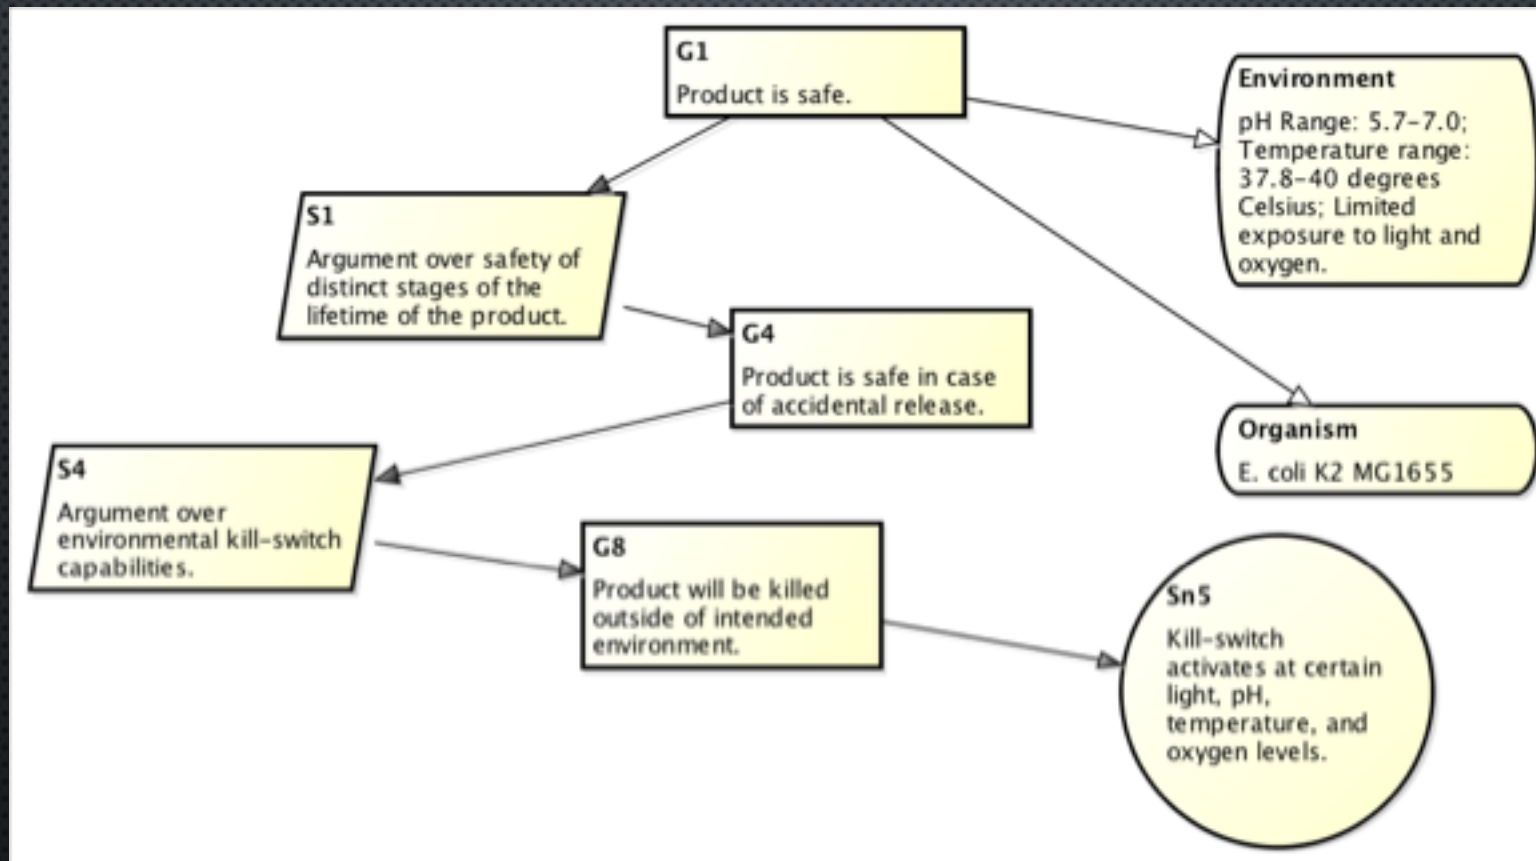 G1
Product is safe.
Environment
pH Range: 5.7-7.0;
Temperature range:
37.8-40 degrees
Celsius; Limited
exposure to light and
oxygen.
S1
Argument over safety of
distinct stages of the
lifetime of the product.
G4
Product is safe in case
of accidental release.
Organism
E. coli K2 MG1655
S4
Argument over
environmental kill-switch
capabilities.
G8
Product will be killed
outside of intended
environment.
Sn5
Kill-switch
activates at certain
light, pH,
temperature, and
oxygen levels.